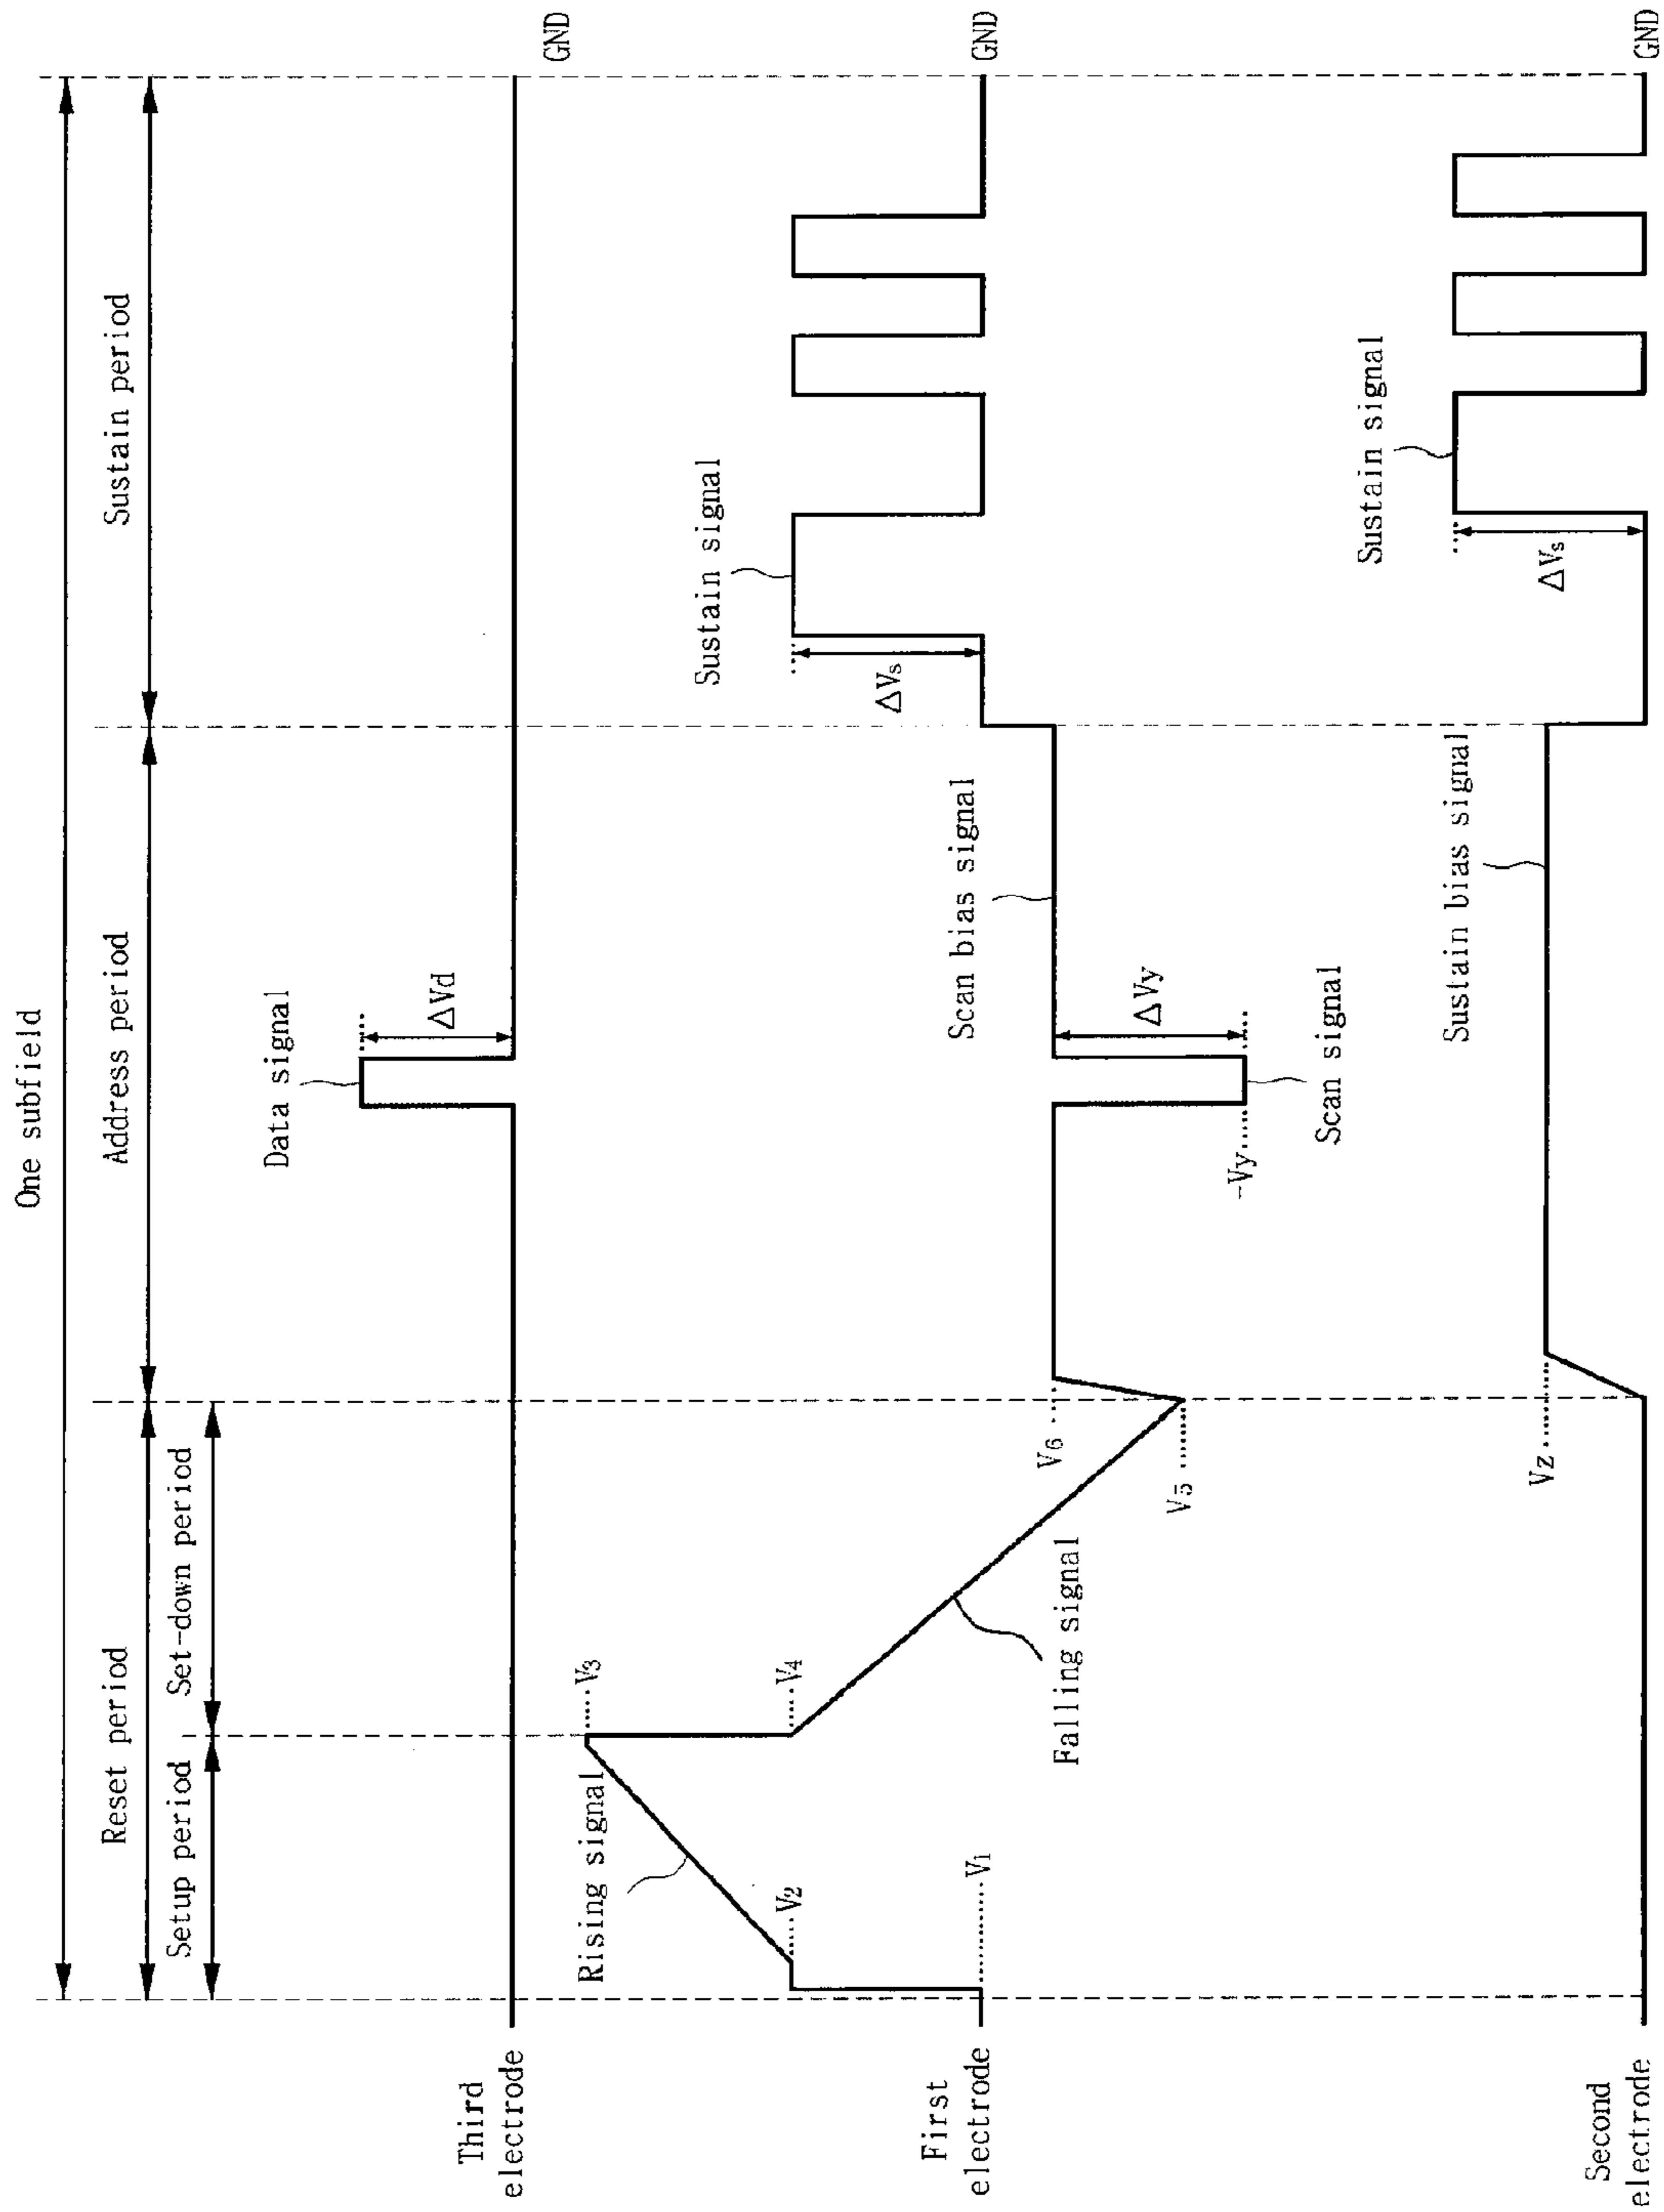 One subfield
Reset period
Address period
Sustain period
Setup period
Set-down period
Third
electrode
Data signal
ΔVd
GND
First
electrode
Rising signal
V1
V2
V3
V4
Falling signal
V5
V6
Scan bias signal
ΔVy
-Vy
Scan signal
Sustain signal
ΔVs
GND
Second
electrode
Vz
Sustain bias signal
Sustain signal
ΔVs
GND